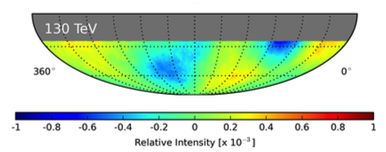 130 TeV
360° 0°
-1 -0.8 -0.6 -0.4 -0.2 0 0.2 0.4 0.6 0.8 1
Relative Intensity [x 10⁻³]